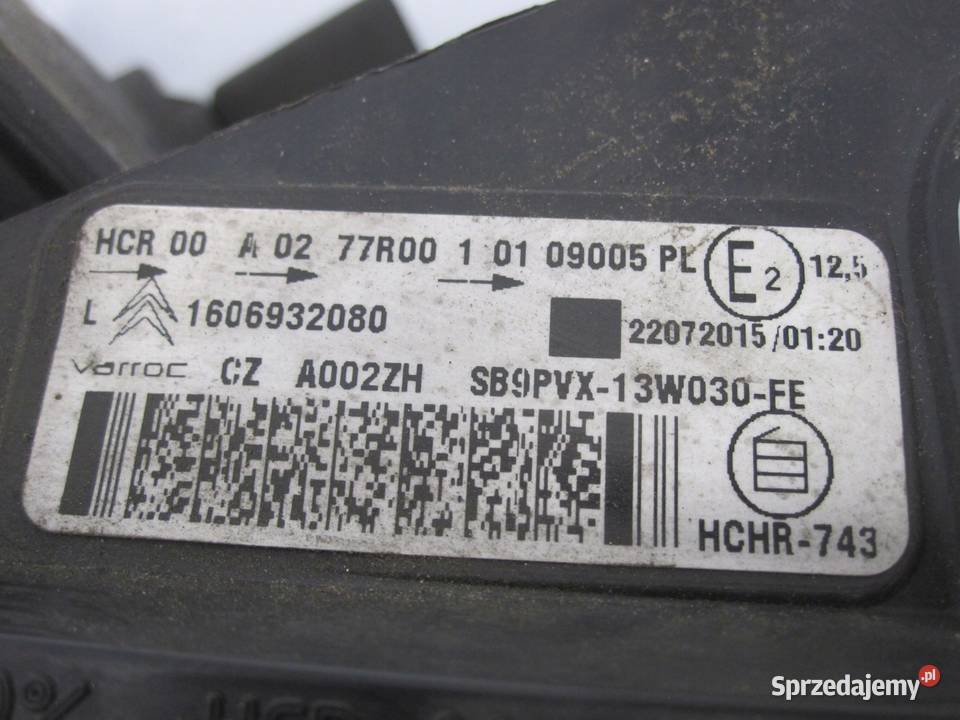 HCR 00 A 02 77R00 1 01 09005 PL E2 12,5
L 1606932080 22072015/01:20
varroc CZ A002ZH SB9PVX-13W030-FE
HCHR-743
Sprzedajemy.pl